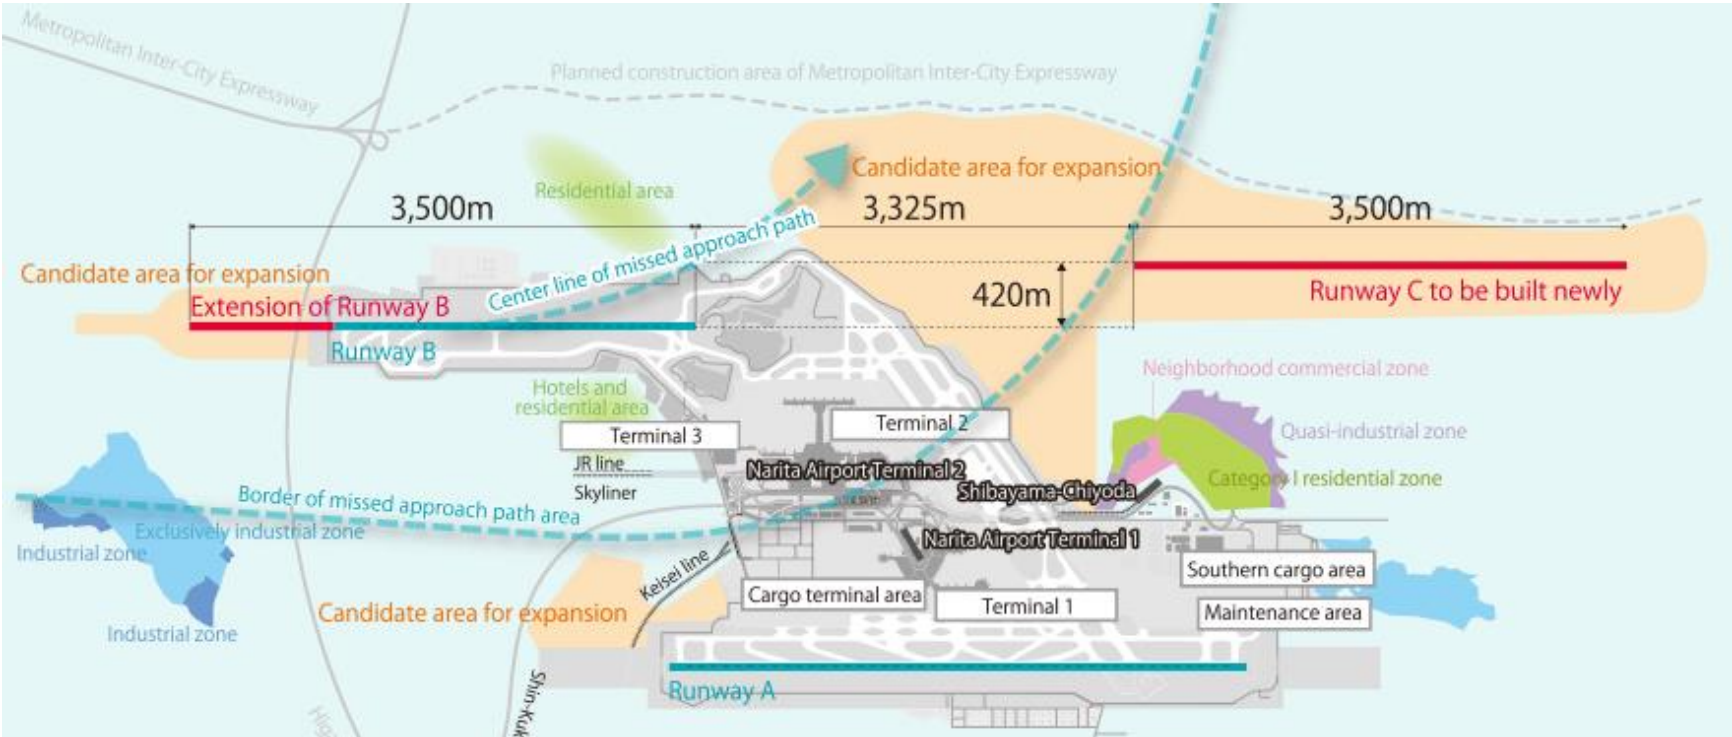 Metropolitan Inter-City Expressway
Planned construction area of Metropolitan Inter-City Expressway
Residential area
Candidate area for expansion
3,500m
3,325m
3,500m
Center line of missed approach path
Candidate area for expansion
Extension of Runway B
420m
Runway C to be built newly
Runway B
Neighborhood commercial zone
Hotels and
residential area
Terminal 3
Terminal 2
Quasi-industrial zone
JR line
Skyliner
Narita Airport Terminal 2
Shibayama-Chiyoda
Category I residential zone
Border of missed approach path area
Exclusively industrial zone
Industrial zone
Narita Airport Terminal 1
Keisei line
Southern cargo area
Cargo terminal area
Terminal 1
Maintenance area
Candidate area for expansion
Industrial zone
Runway A